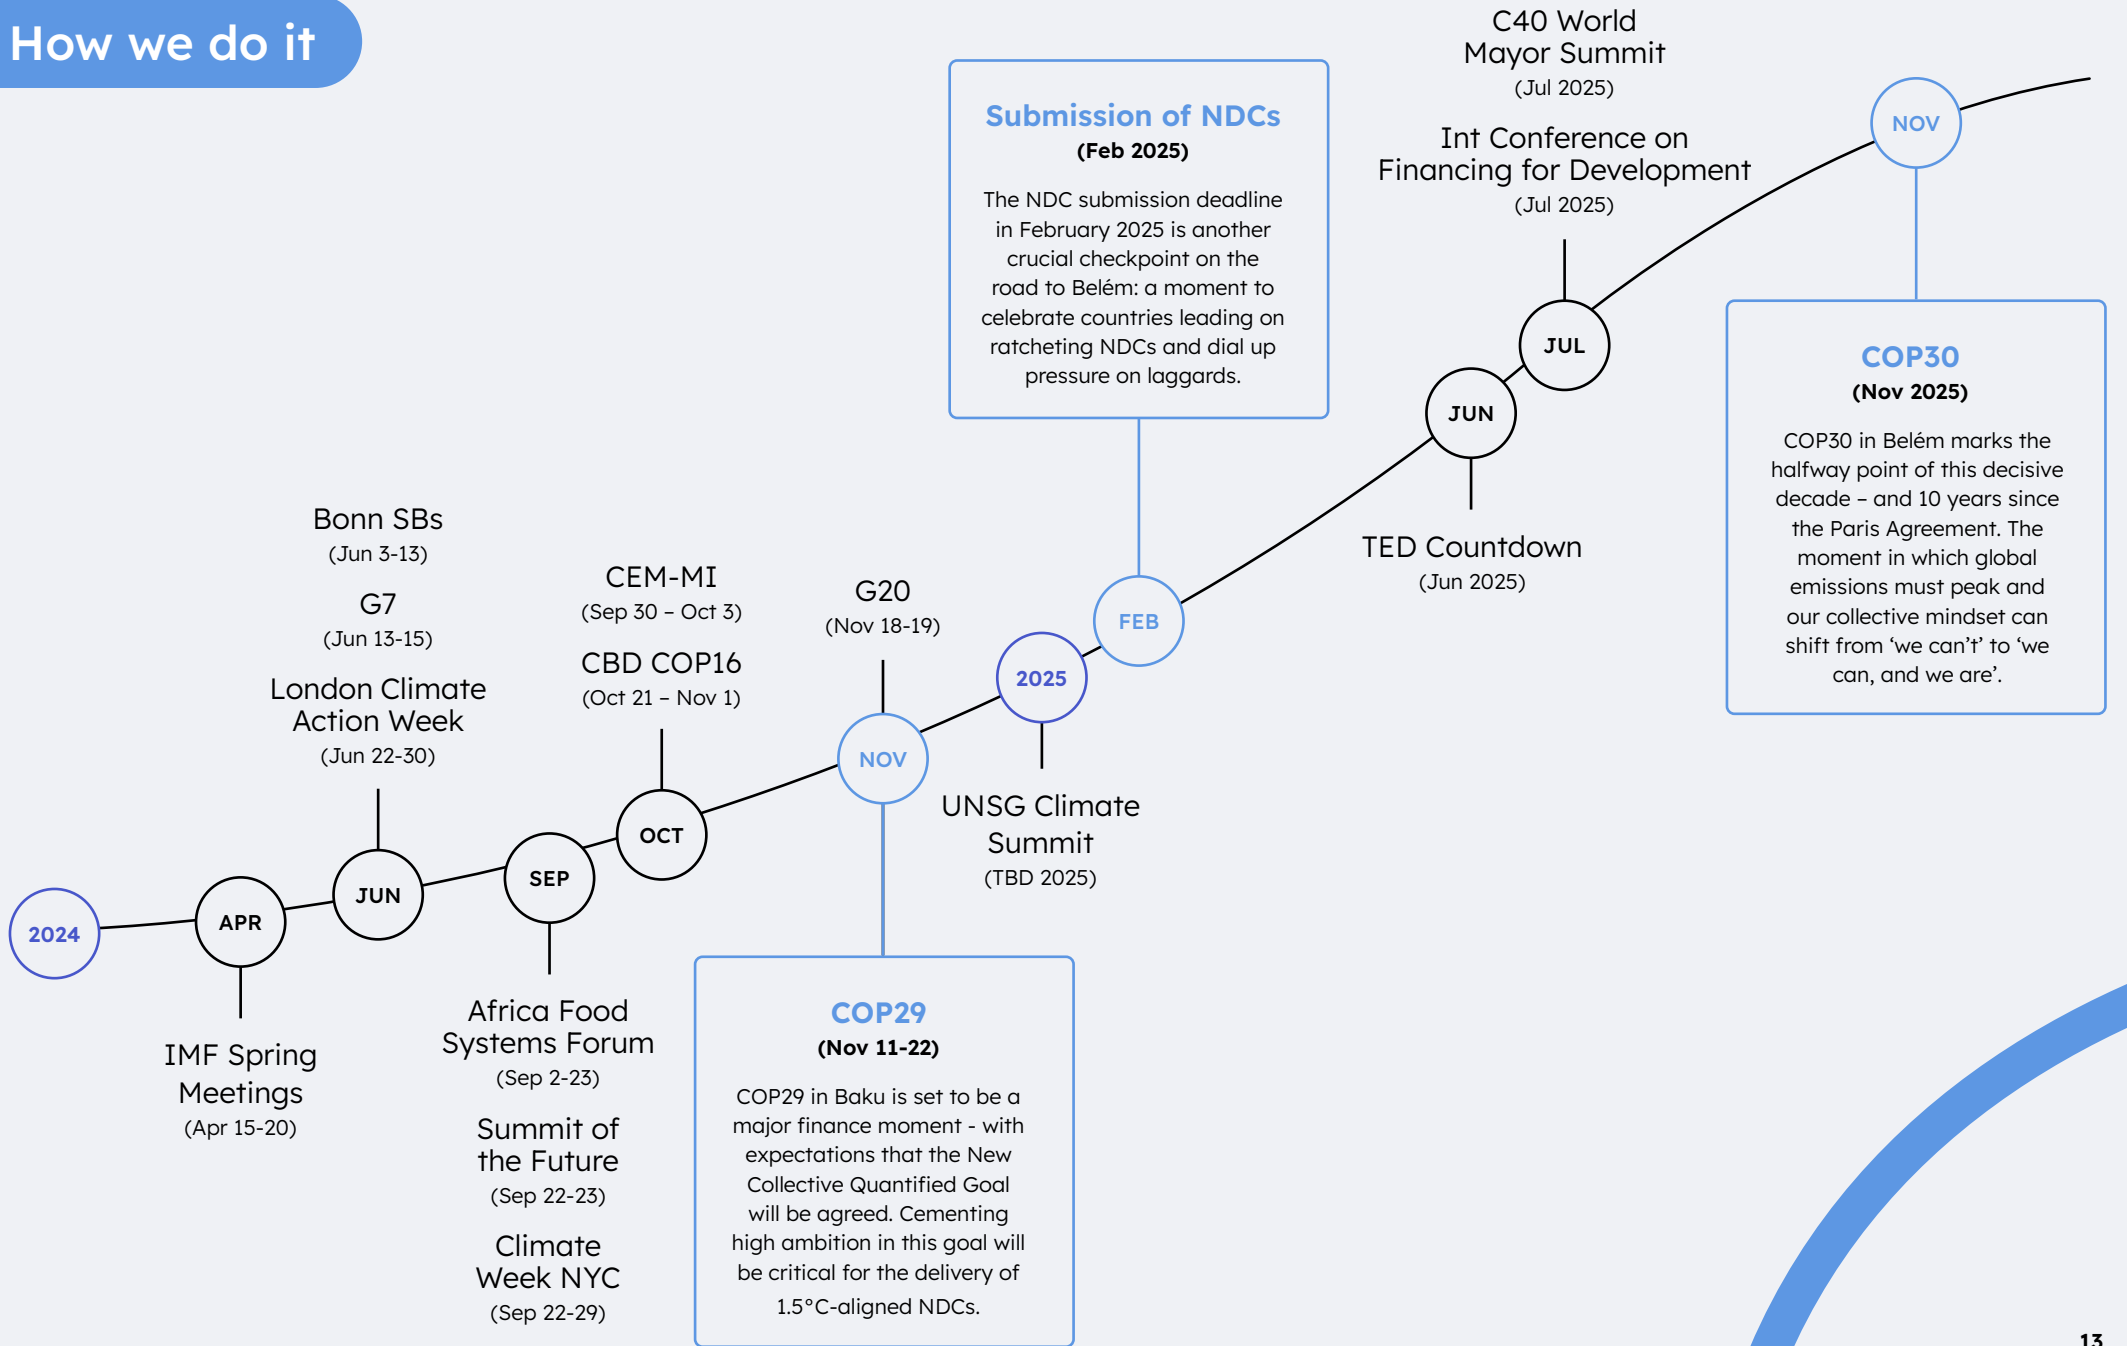 How we do it
2024
APR
IMF Spring
Meetings
(Apr 15-20)
Bonn SBs
(Jun 3-13)
G7
(Jun 13-15)
London Climate
Action Week
(Jun 22-30)
JUN
SEP
Africa Food
Systems Forum
(Sep 2-23)
Summit of
the Future
(Sep 22-23)
Climate
Week NYC
(Sep 22-29)
CEM-MI
(Sep 30 – Oct 3)
CBD COP16
(Oct 21 – Nov 1)
OCT
G20
(Nov 18-19)
NOV
COP29
(Nov 11-22)
COP29 in Baku is set to be a
major finance moment - with
expectations that the New
Collective Quantified Goal
will be agreed. Cementing
high ambition in this goal will
be critical for the delivery of
1.5°C-aligned NDCs.
2025
UNSG Climate
Summit
(TBD 2025)
Submission of NDCs
(Feb 2025)
The NDC submission deadline
in February 2025 is another
crucial checkpoint on the
road to Belém: a moment to
celebrate countries leading on
ratcheting NDCs and dial up
pressure on laggards.
FEB
JUN
TED Countdown
(Jun 2025)
C40 World
Mayor Summit
(Jul 2025)
Int Conference on
Financing for Development
(Jul 2025)
JUL
NOV
COP30
(Nov 2025)
COP30 in Belém marks the
halfway point of this decisive
decade – and 10 years since
the Paris Agreement. The
moment in which global
emissions must peak and
our collective mindset can
shift from ‘we can’t’ to ‘we
can, and we are’.
13